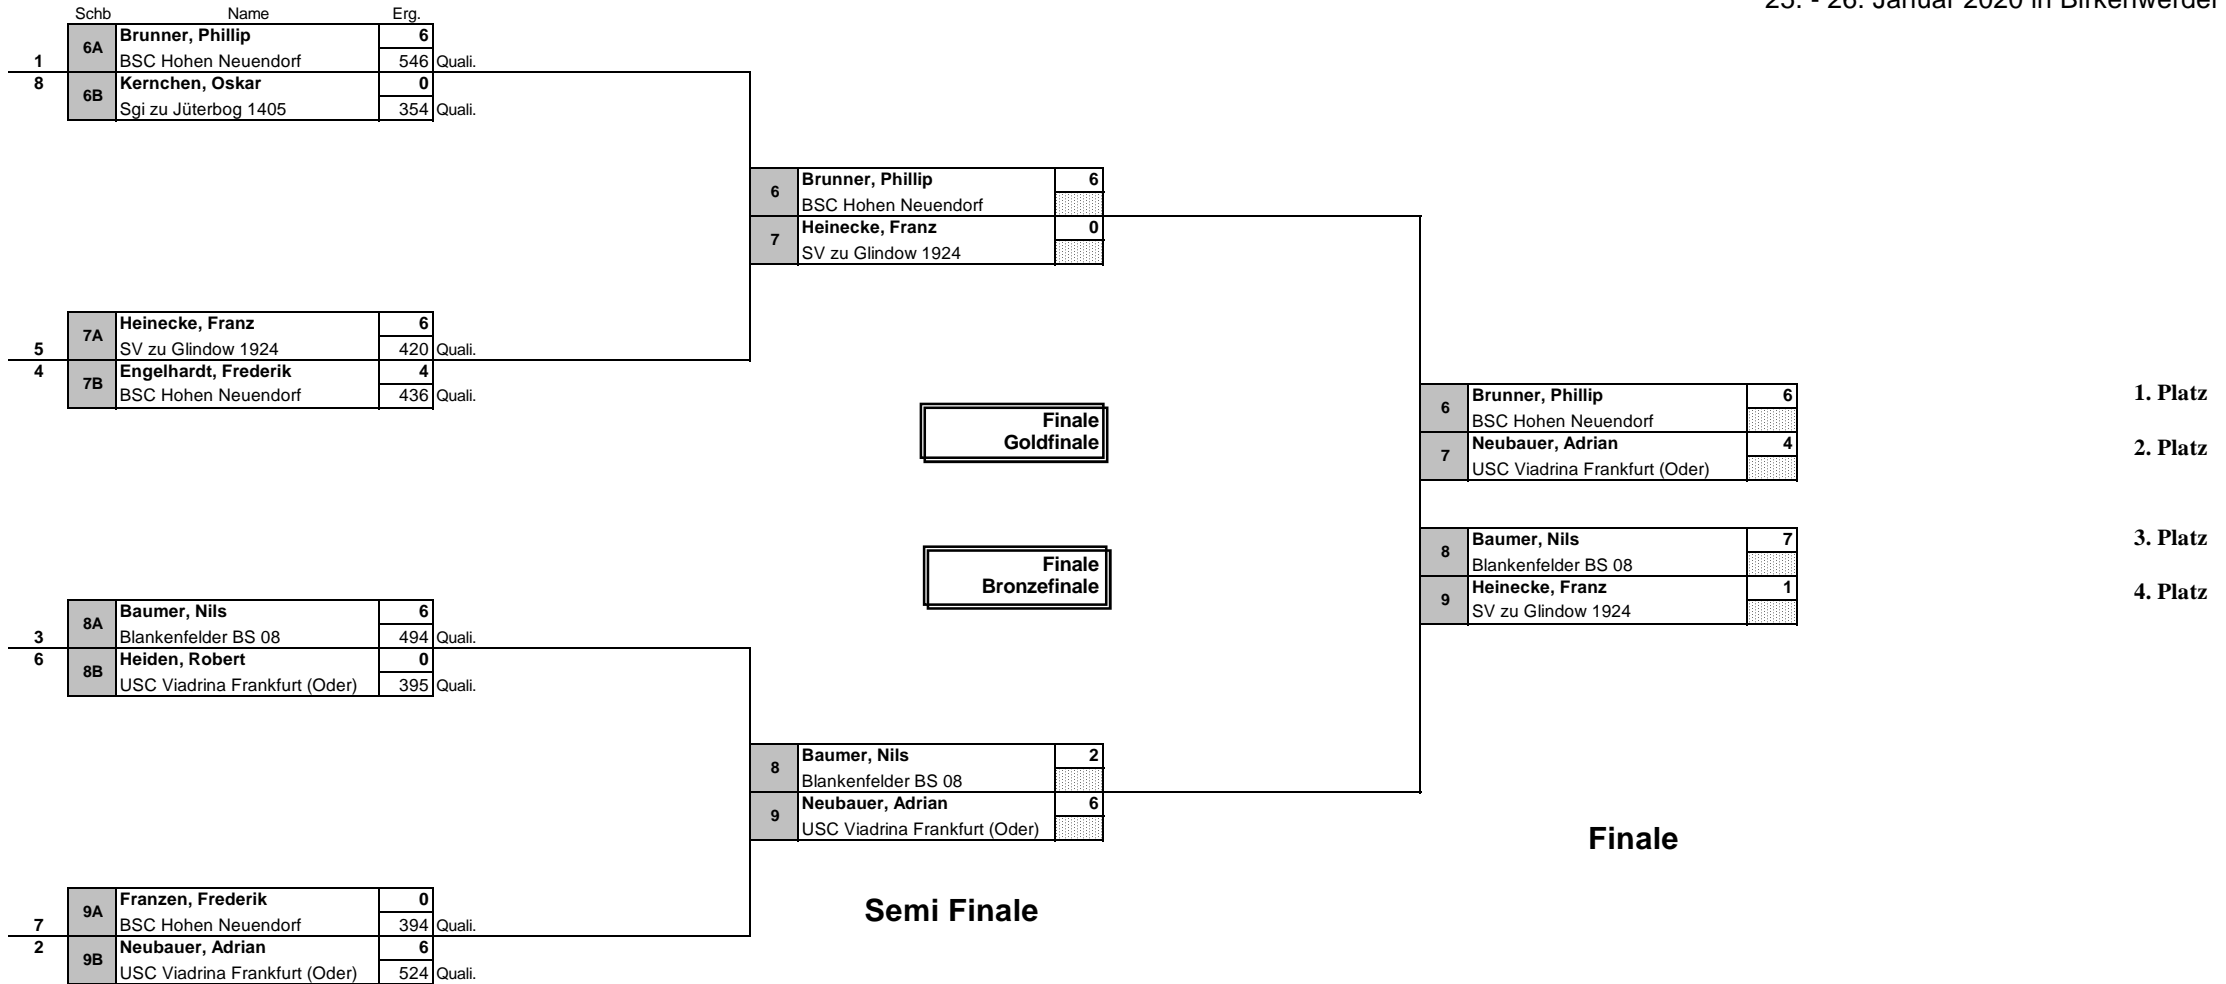 25. - 26. Januar 2020 in Birkenwerder
Schb Name Erg.
6A Brunner, Phillip 6
1 BSC Hohen Neuendorf 546 Quali.
8 6B Kernchen, Oskar 0
Sgi zu Jüterbog 1405 354 Quali.
6 Brunner, Phillip 6
BSC Hohen Neuendorf
7 Heinecke, Franz 0
SV zu Glindow 1924
7A Heinecke, Franz 6
5 SV zu Glindow 1924 420 Quali.
4 7B Engelhardt, Frederik 4
BSC Hohen Neuendorf 436 Quali.
6 Brunner, Phillip 6 1. Platz
BSC Hohen Neuendorf
Finale
Goldfinale
7 Neubauer, Adrian 4 2. Platz
USC Viadrina Frankfurt (Oder)
8 Baumer, Nils 7 3. Platz
Blankenfelder BS 08
Finale
Bronzefinale
9 Heinecke, Franz 1 4. Platz
SV zu Glindow 1924
8A Baumer, Nils 6
3 Blankenfelder BS 08 494 Quali.
6 8B Heiden, Robert 0
USC Viadrina Frankfurt (Oder) 395 Quali.
8 Baumer, Nils 2
Blankenfelder BS 08
9 Neubauer, Adrian 6
USC Viadrina Frankfurt (Oder)
Finale
9A Franzen, Frederik 0
Semi Finale
7 BSC Hohen Neuendorf 394 Quali.
2 9B Neubauer, Adrian 6
USC Viadrina Frankfurt (Oder) 524 Quali.